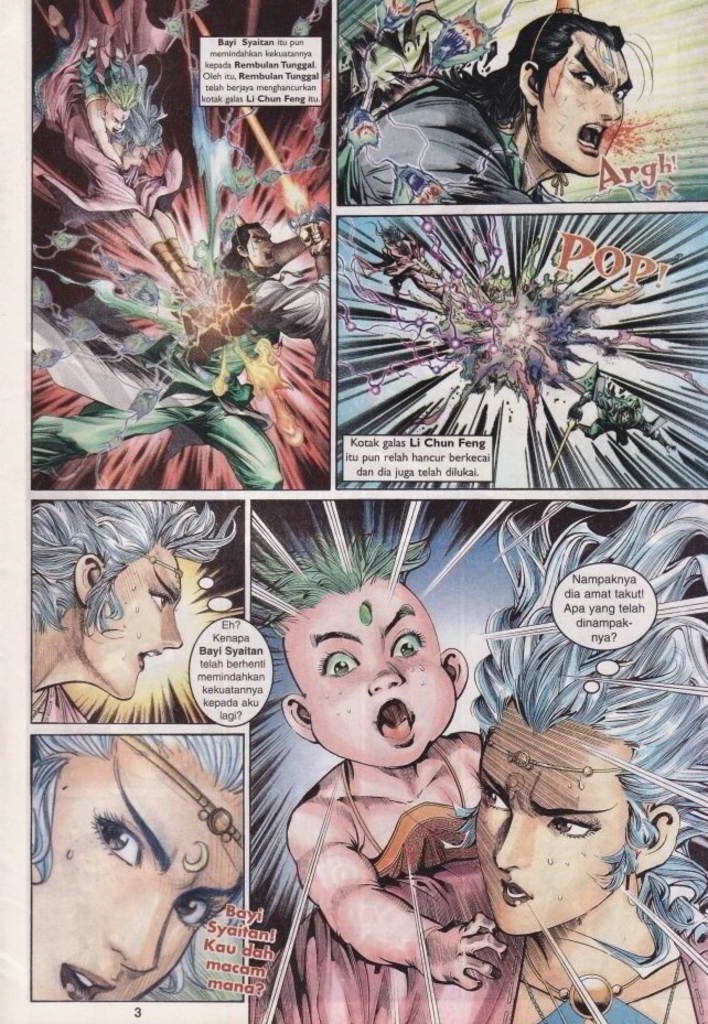 Bayi Syaitan itu pun
memindahkan kekuatannya
kepada Rembulan Tunggal.
Oleh itu, Rembulan Tunggal
telah berjaya menghancurkan
kotak galas Li Chun Feng itu.
Argh!
POP!
Kotak galas Li Chun Feng
itu pun relah hancur berkecai
dan dia juga telah dilukai.
Eh?
Kenapa
Bayi Syaitan
telah berhenti
memindahkan
kekuatannya
kepada aku
lagi?
Nampaknya
dia amat takut!
Apa yang telah
dinampak-
nya?
Bayi
Syaitan!
Kau dah
macam
mana?
3